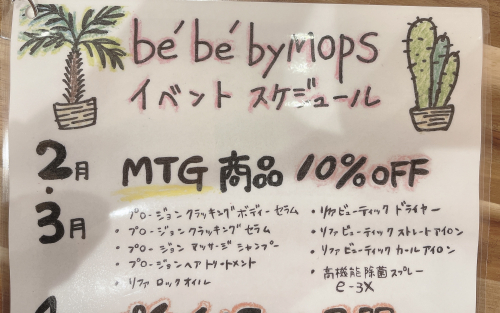 bé bé byMOPS
イベント スケジュール
2月
・
3月
MTG 商品 10%OFF
プロージョン クラッキング ボディーセラム
・プロージョン クラッキング セラム
・プロージョン マッサージ シャンプー
・プロージョンヘアトリートメント
・リファ ロックオイル
・リファビューティック ドライヤー
・リファ ビューティック ストレートアイロン
・リファ ビューティック カールアイロン
・高機能除菌スプレー
e-3X